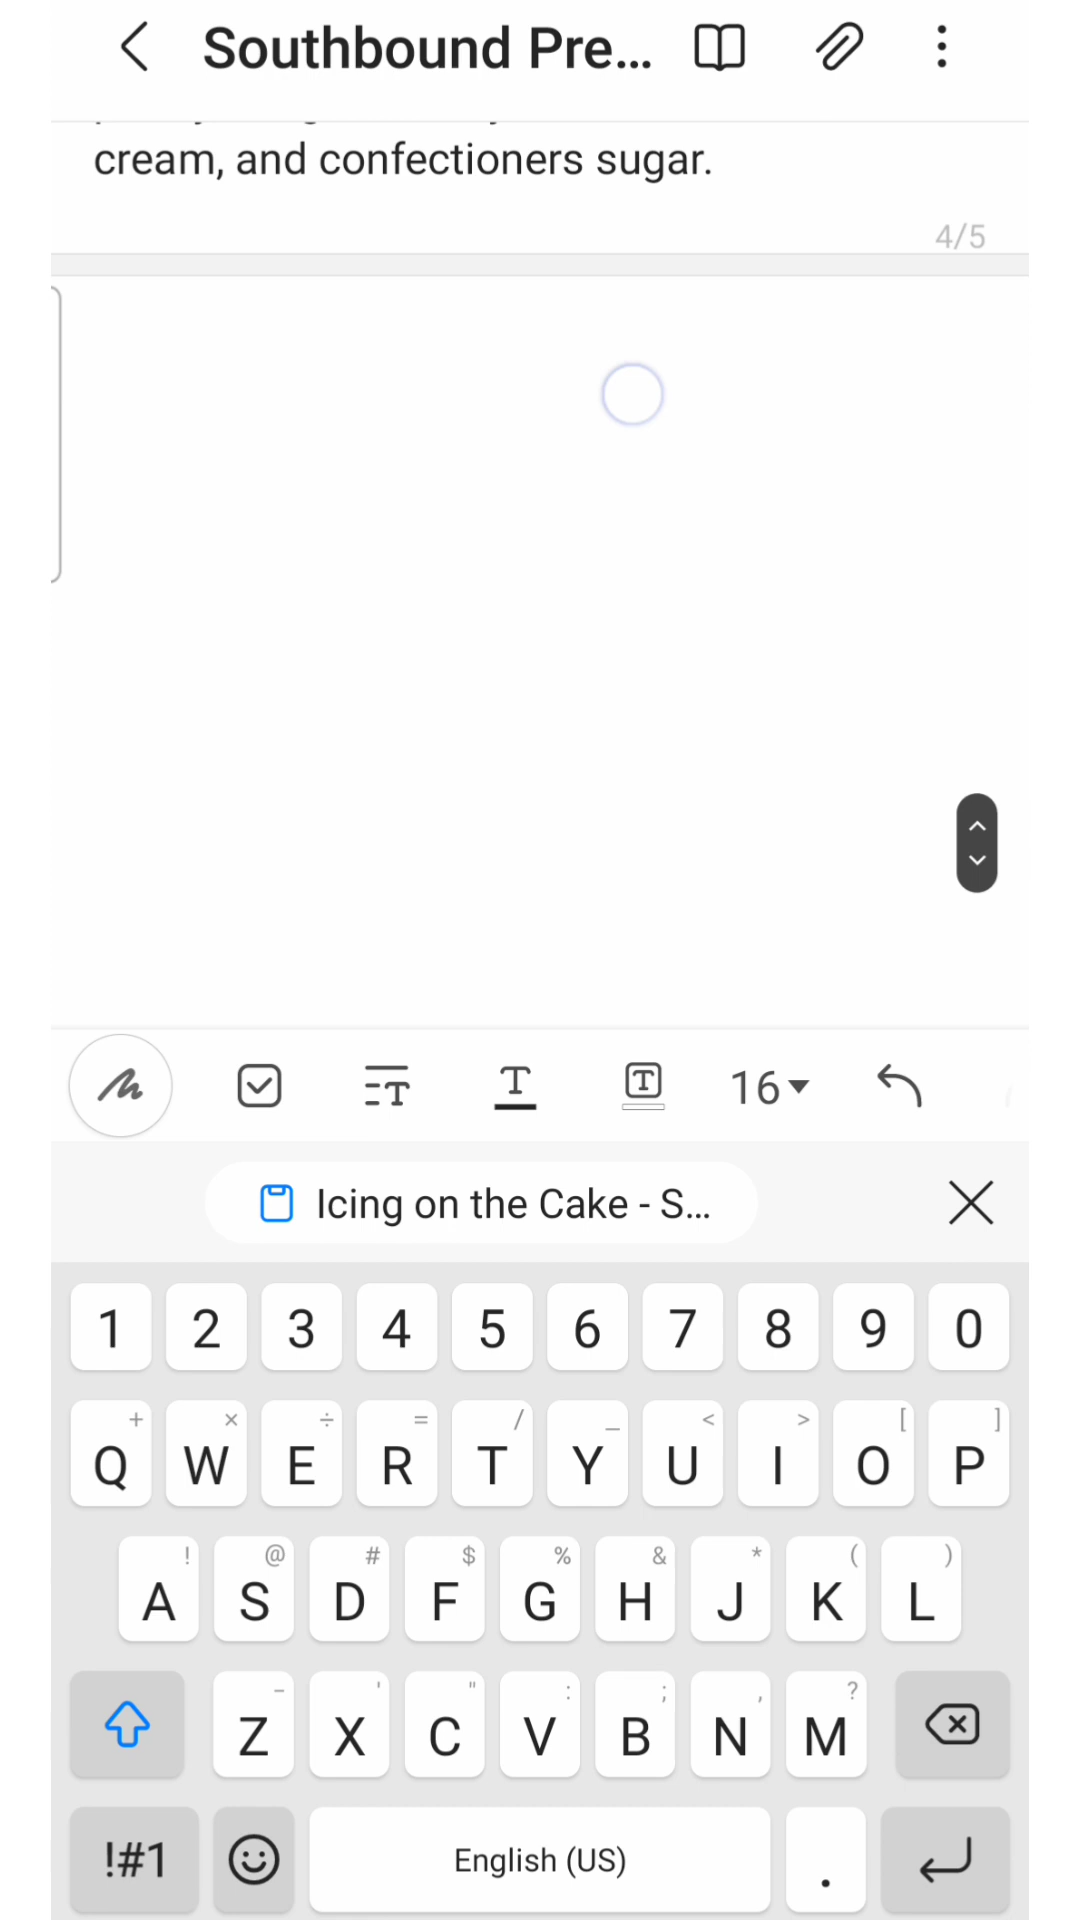 Southbound Pre...
cream, and confectioners sugar.
4/5
T
T
T
16
Icing on the Cake - S...
1 2 3 4 5 6 7 8 9 0
+ × ÷ = / _ < > [ ]
Q W E R T Y U I O P
! @ # $ % & * ( )
A S D F G H J K L
- ' " : ; , ?
Z X C V B N M
!#1 English (US) .